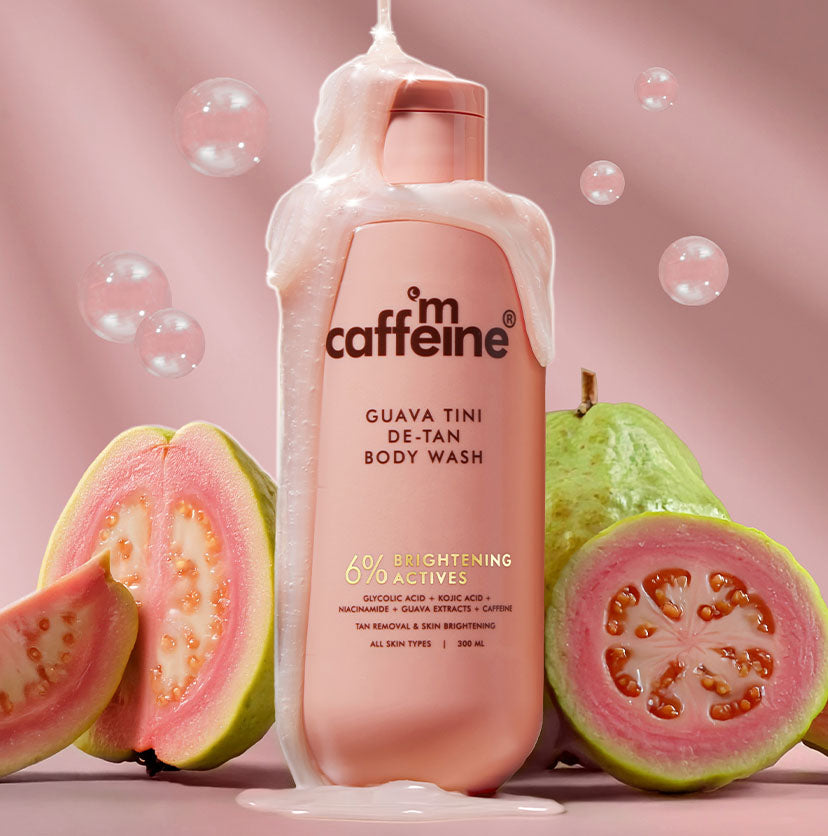 'm
caffeine®
GUAVA TINI
DE-TAN
BODY WASH
6% BRIGHTENING
ACTIVES
GLYCOLIC ACID + KOJIC ACID +
NIACINAMIDE + GUAVA EXTRACTS + CAFFEINE
TAN REMOVAL & SKIN BRIGHTENING
ALL SKIN TYPES | 300 ML